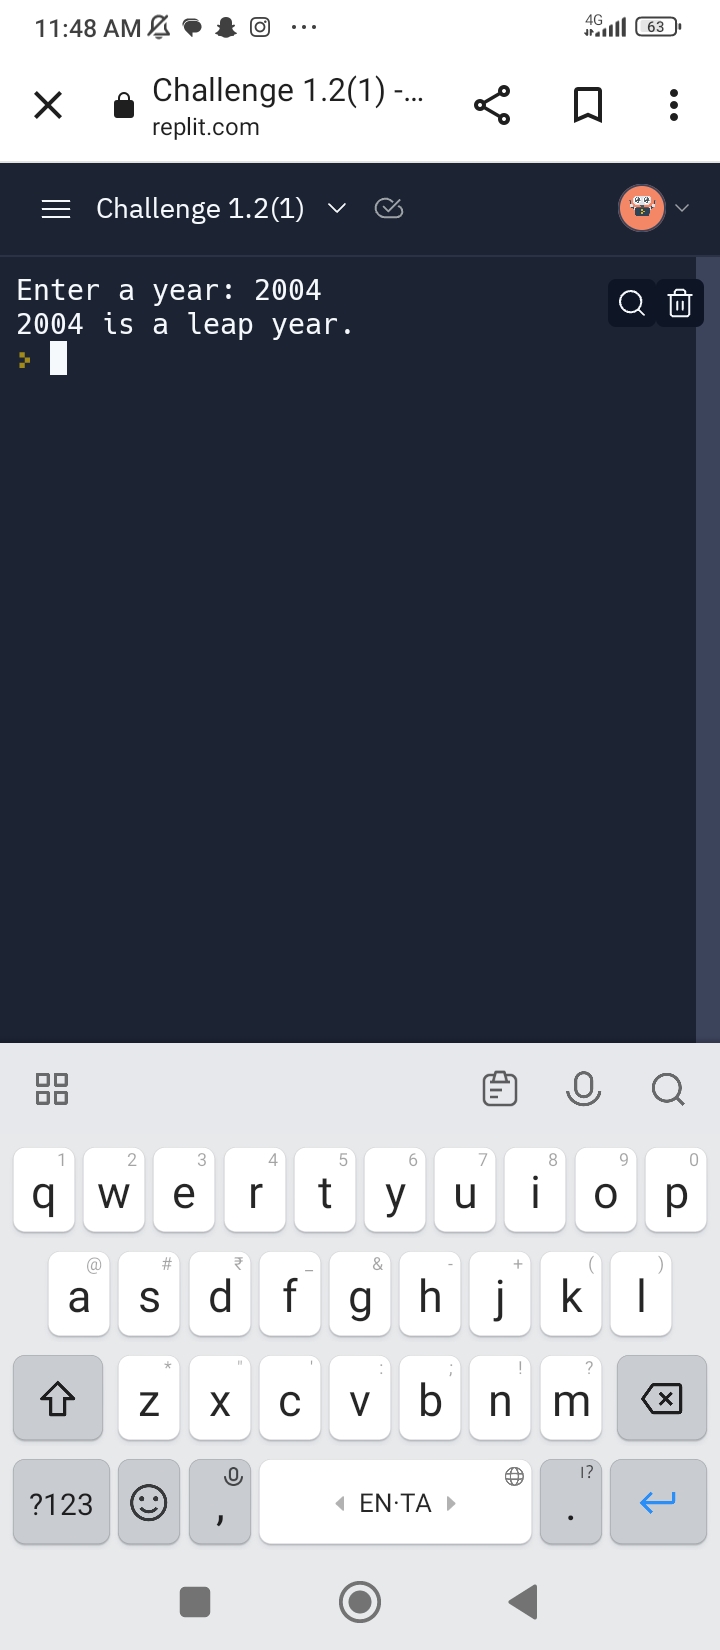 11:48 AM 4G 63
Challenge 1.2(1) -...
replit.com
Challenge 1.2(1)
Enter a year: 2004
2004 is a leap year.
1 2 3 4 5 6 7 8 9 0
q w e r t y u i o p
@ # ₹ _ & - + ( )
a s d f g h j k l
* " ' : ; ! ?
z x c v b n m
!?
?123 , EN·TA .